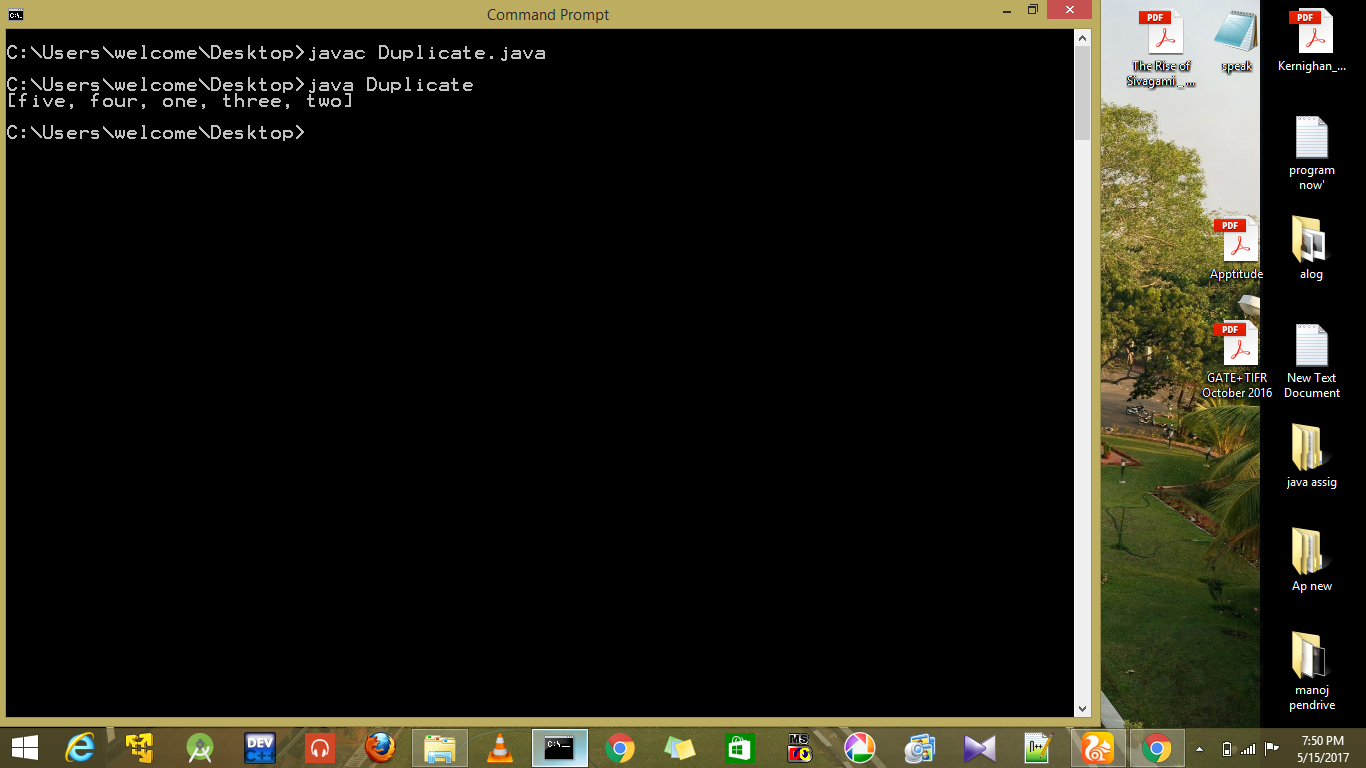 Command Prompt
C:\Users\welcome\Desktop>javac Duplicate.java
C:\Users\welcome\Desktop>java Duplicate
[five, four, one, three, two]
C:\Users\welcome\Desktop>
PDF
The Rise of
Sivagami_...
speak
PDF
Kernighan_...
program
now'
PDF
Apptitude
alog
PDF
GATE+TIFR
October 2016
New Text
Document
java assig
Ap new
manoj
pendrive
DEV
C++
C:\_
MS
7:50 PM
5/15/2017